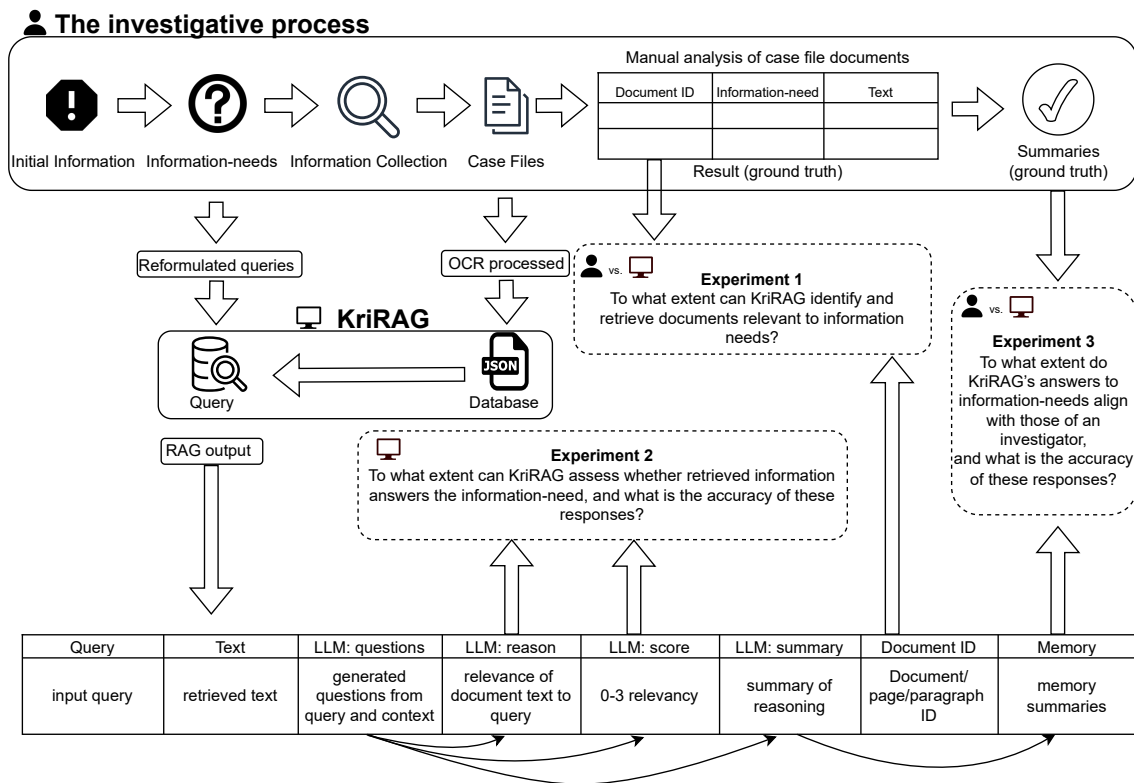 The investigative process
Manual analysis of case file documents
Document ID
Information-need
Text
Initial Information
Information-needs
Information Collection
Case Files
Result (ground truth)
Summaries
(ground truth)
Reformulated queries
OCR processed
vs.
Experiment 1
To what extent can KriRAG identify and
retrieve documents relevant to information
needs?
vs.
Experiment 3
To what extent do
KriRAG's answers to
information-needs align
with those of an
investigator,
and what is the accuracy
of these responses?
KriRAG
JSON
Query
Database
RAG output
Experiment 2
To what extent can KriRAG assess whether retrieved information
answers the information-need, and what is the accuracy of these
responses?
Query
Text
LLM: questions
LLM: reason
LLM: score
LLM: summary
Document ID
Memory
input query
retrieved text
generated
questions from
query and context
relevance of
document text to
query
0-3 relevancy
summary of
reasoning
Document/
page/paragraph
ID
memory
summaries